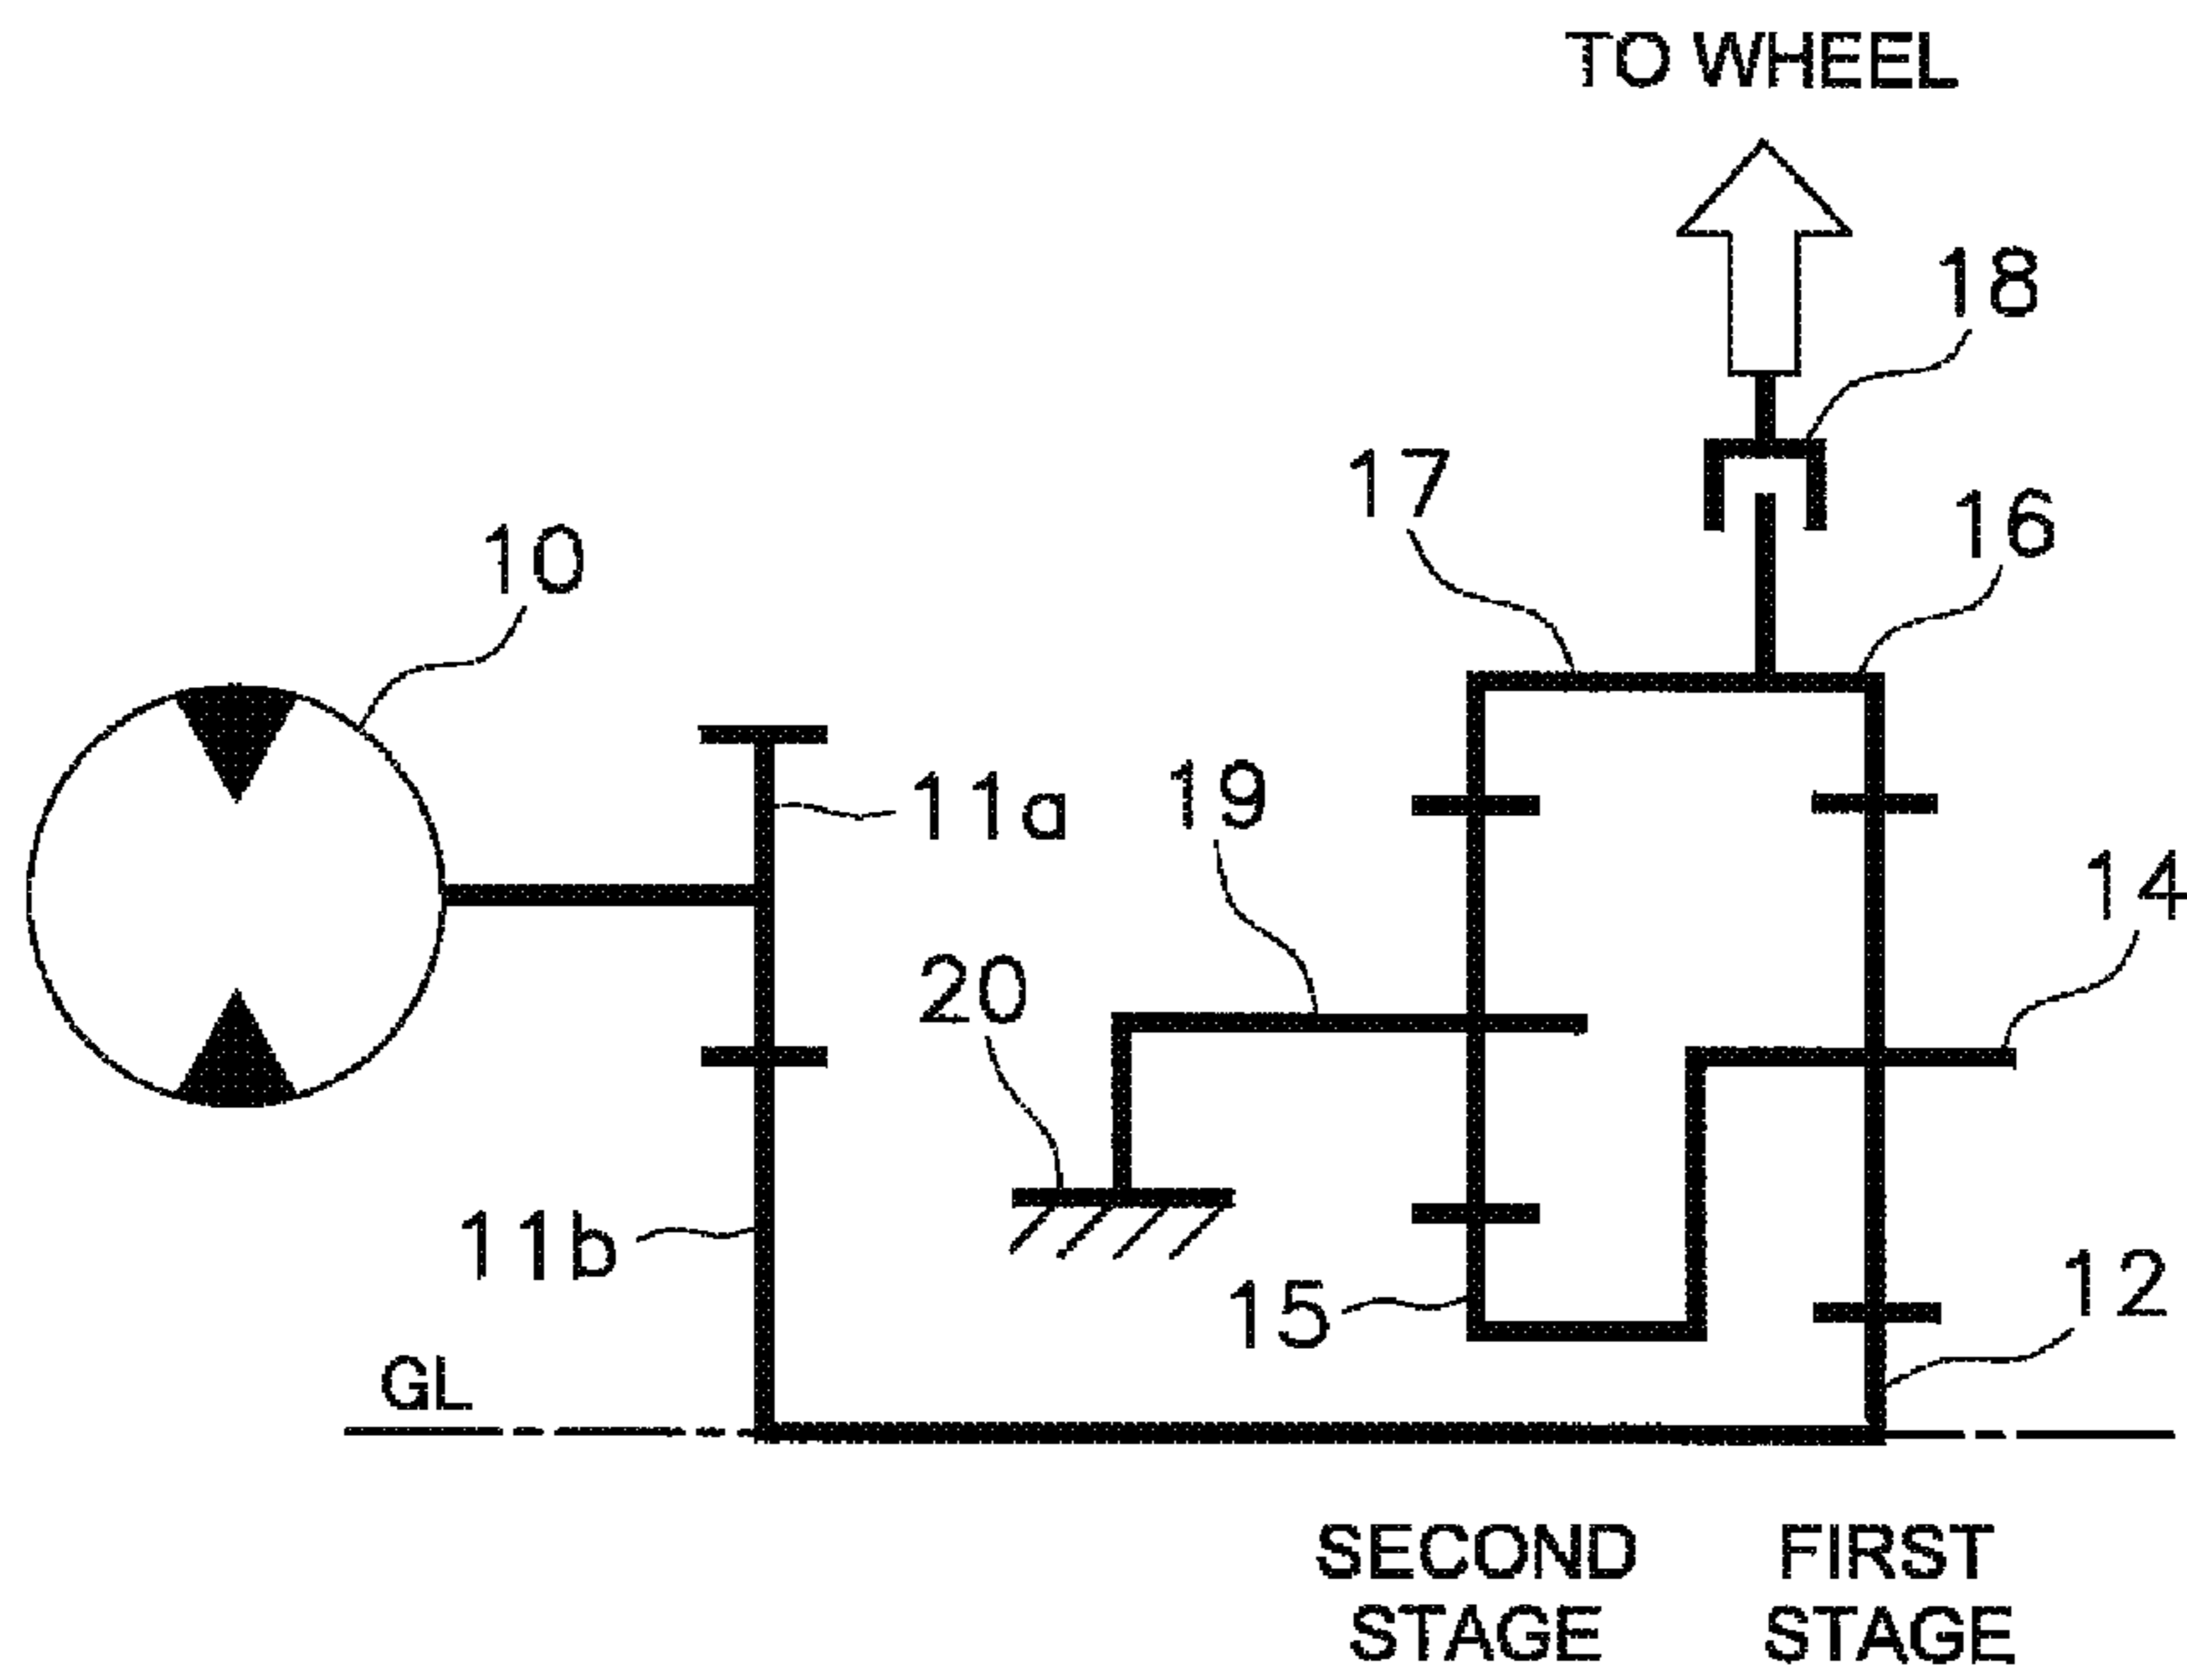 TO WHEEL
18
17
16
10
11a
19
14
20
11b
15
12
GL
SECOND STAGE
FIRST STAGE